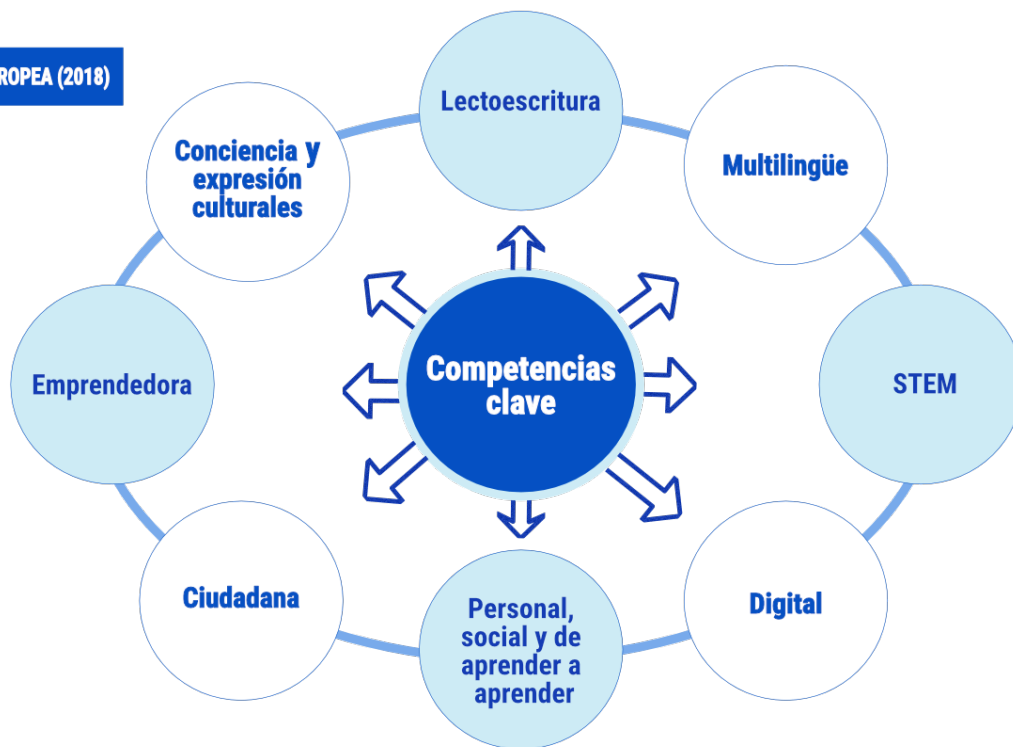 ROPEA (2018)
Lectoescritura
Multilingüe
STEM
Digital
Personal,
social y de
aprender a
aprender
Ciudadana
Emprendedora
Conciencia y
expresión
culturales
Competencias
clave